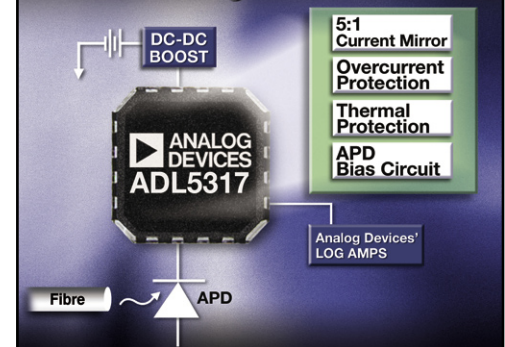 DC-DC
BOOST
5:1
Current Mirror
Overcurrent
Protection
Thermal
Protection
APD
Bias Circuit
ANALOG
DEVICES
ADL5317
Analog Devices'
LOG AMPS
Fibre
APD